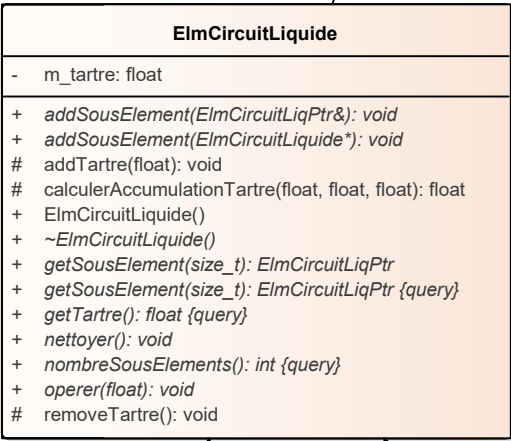 ElmCircuitLiquide
- m_tartre: float
+ addSousElement(ElmCircuitLiqPtr&): void
+ addSousElement(ElmCircuitLiquide*): void
# addTartre(float): void
# calculerAccumulationTartre(float, float, float): float
+ ElmCircuitLiquide()
+ ~ElmCircuitLiquide()
+ getSousElement(size_t): ElmCircuitLiqPtr
+ getSousElement(size_t): ElmCircuitLiqPtr {query}
+ getTartre(): float {query}
+ nettoyer(): void
+ nombreSousElements(): int {query}
+ operer(float): void
# removeTartre(): void